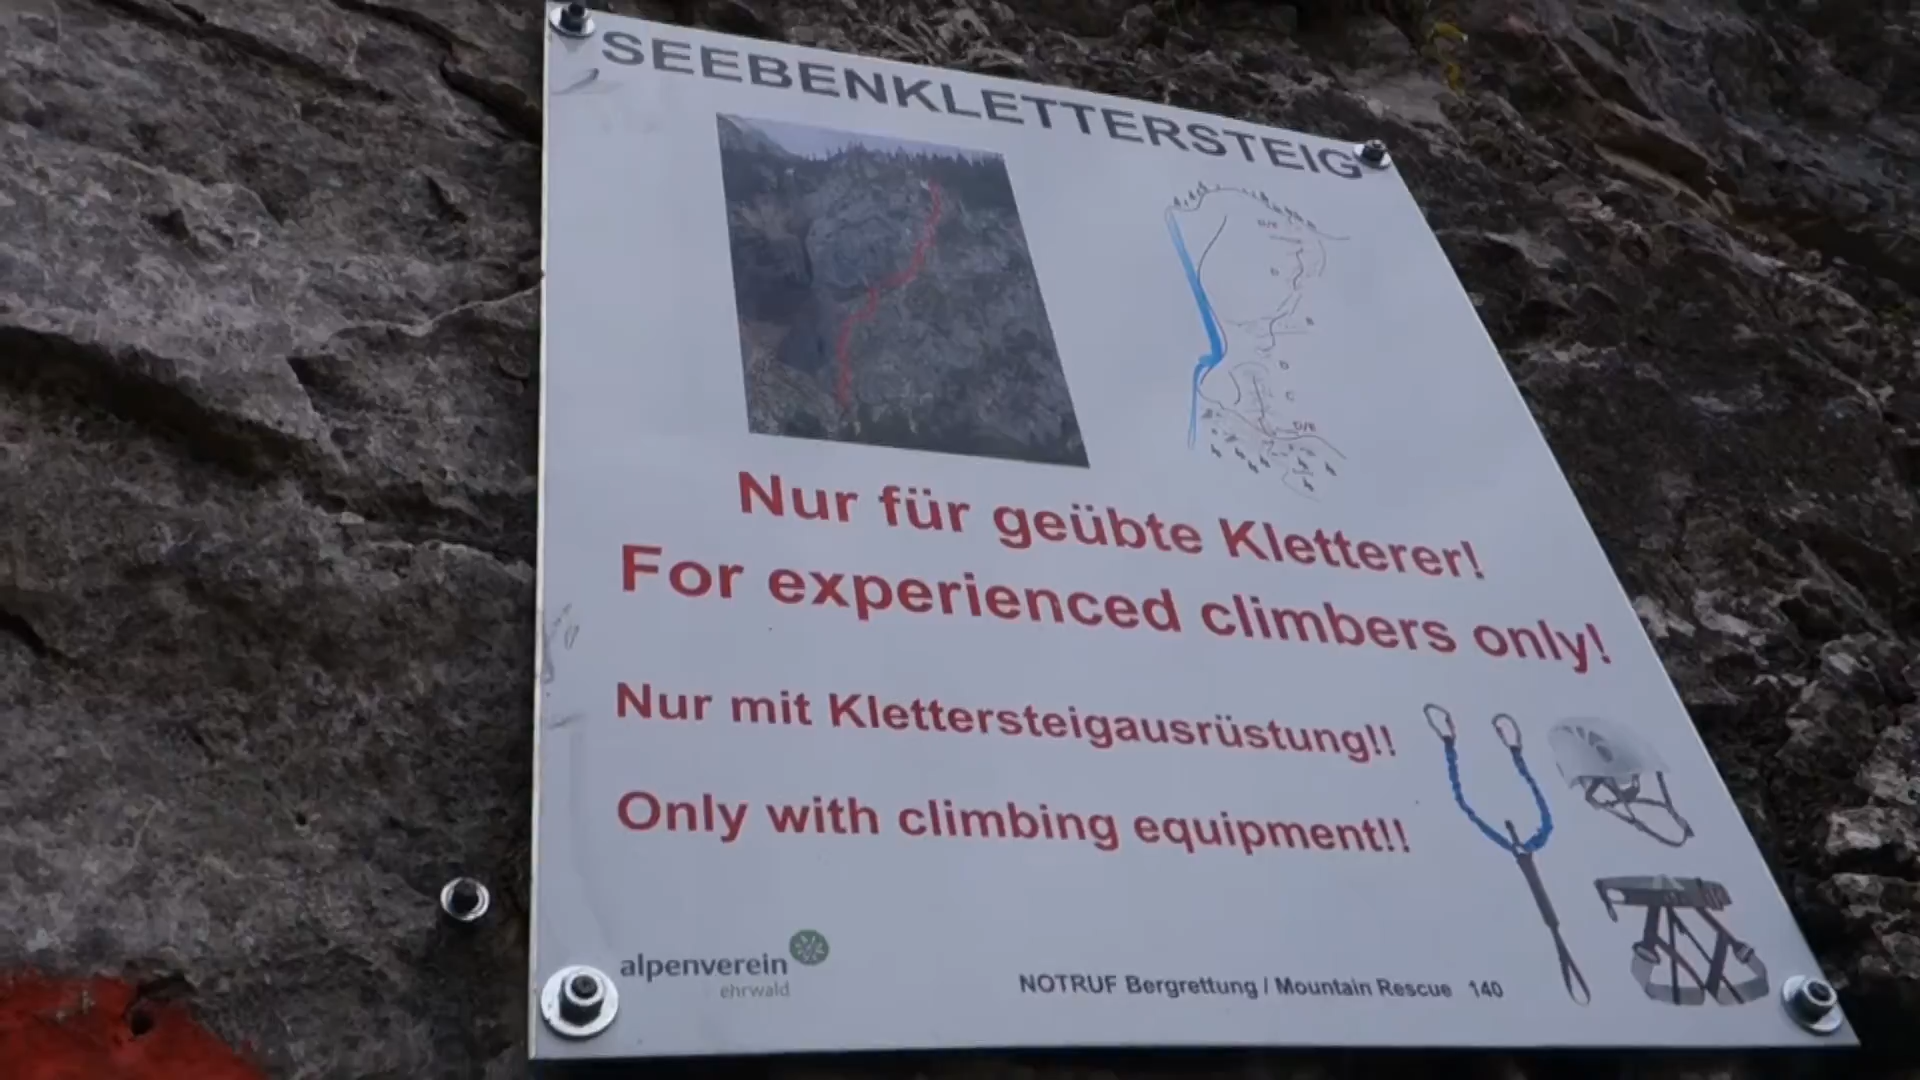 SEEBENKLETTERSTEIG
D/E
D
B
D
C
D/E
Nur für geübte Kletterer!
For experienced climbers only!
Nur mit Klettersteigausrüstung!!
Only with climbing equipment!!
alpenverein
ehrwald
NOTRUF Bergrettung / Mountain Rescue 140